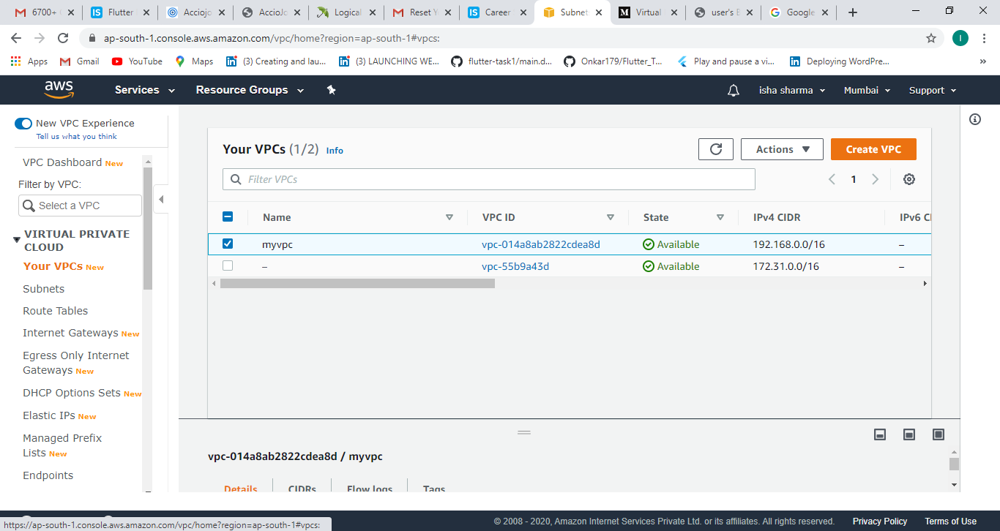 6700+
Flutter
Acciojo
AccioJo
Logical
Reset Y
Career
Subnet
Virtual
user's B
Google
ap-south-1.console.aws.amazon.com/vpc/home?region=ap-south-1#vpcs:
I
Apps
Gmail
YouTube
Maps
(3) Creating and lau...
(3) LAUNCHING WE...
flutter-task1/main.d...
Onkar179/Flutter_T...
Play and pause a vi...
Deploying WordPre...
»
aws
Services
Resource Groups
isha sharma
Mumbai
Support
New VPC Experience
Tell us what you think
VPC Dashboard New
Filter by VPC:
Select a VPC
VIRTUAL PRIVATE
CLOUD
Your VPCs New
Subnets
Route Tables
Internet Gateways New
Egress Only Internet
Gateways New
DHCP Options Sets New
Elastic IPs New
Managed Prefix
Lists New
Endpoints
Your VPCs (1/2) Info
Actions
Create VPC
Filter VPCs
1
Name VPC ID State IPv4 CIDR IPv6 CI
myvpc vpc-014a8ab2822cdea8d Available 192.168.0.0/16 –
– vpc-55b9a43d Available 172.31.0.0/16 –
vpc-014a8ab2822cdea8d / myvpc
Details CIDRs Flow logs Tags
https://ap-south-1.console.aws.amazon.com/vpc/home?region=ap-south-1#vpcs:
© 2008 - 2020, Amazon Internet Services Private Ltd. or its affiliates. All rights reserved.
Privacy Policy
Terms of Use